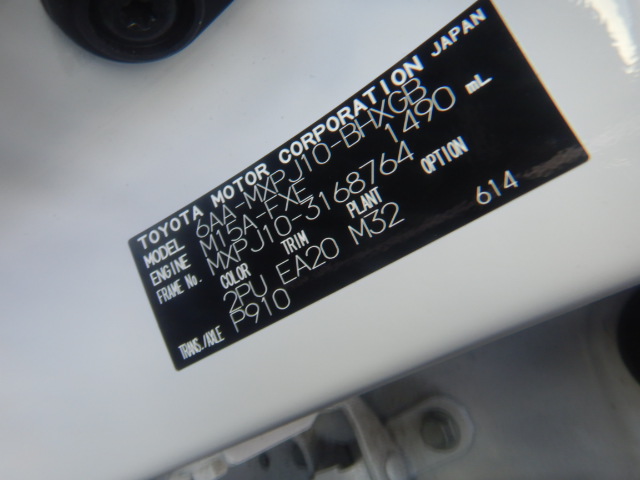 TOYOTA MOTOR CORPORATION JAPAN
MODEL 6AA-MXPJ10-BHXGB
ENGINE M15A-FXE 1490 mL
FRAME No. MXPJ10-3168764
COLOR TRIM PLANT OPTION
2PU EA20 M32 614
TRANS./AXLE P910